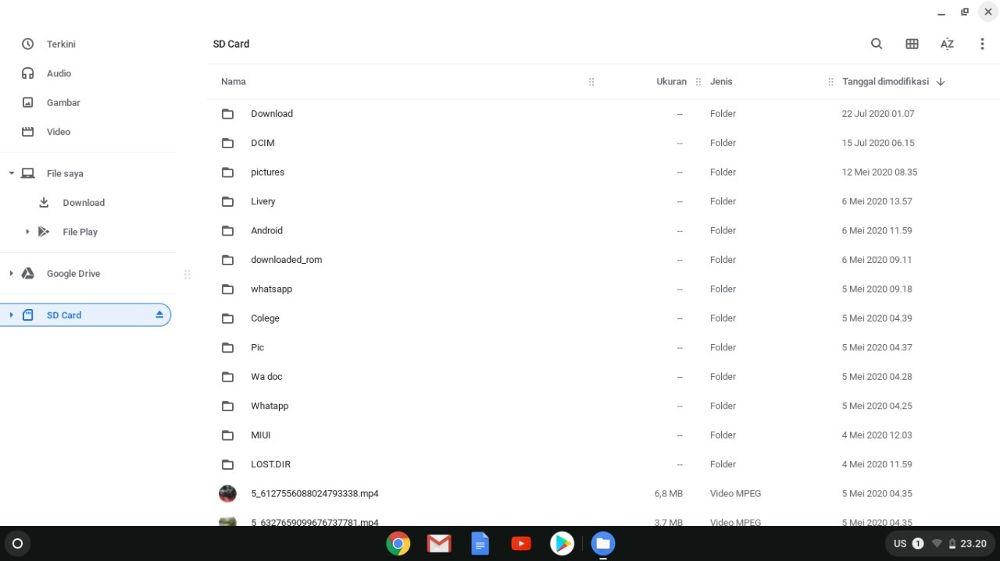 Terkini
Audio
Gambar
Video
File saya
Download
File Play
Google Drive
SD Card
SD Card
AZ
Nama Ukuran Jenis Tanggal dimodifikasi
Download -- Folder 22 Jul 2020 01.07
DCIM -- Folder 15 Jul 2020 06.15
pictures -- Folder 12 Mei 2020 08.35
Livery -- Folder 6 Mei 2020 13.57
Android -- Folder 6 Mei 2020 11.59
downloaded_rom -- Folder 6 Mei 2020 09.11
whatsapp -- Folder 5 Mei 2020 09.18
Colege -- Folder 5 Mei 2020 04.39
Pic -- Folder 5 Mei 2020 04.37
Wa doc -- Folder 5 Mei 2020 04.28
Whatapp -- Folder 5 Mei 2020 04.25
MIUI -- Folder 4 Mei 2020 12.03
LOST.DIR -- Folder 4 Mei 2020 11.59
5_6127556088024793338.mp4 6,8 MB Video MPEG 5 Mei 2020 04.35
5_6327659099676737781.mp4 3,7 MB Video MPEG 5 Mei 2020 04.35
US 1 23.20